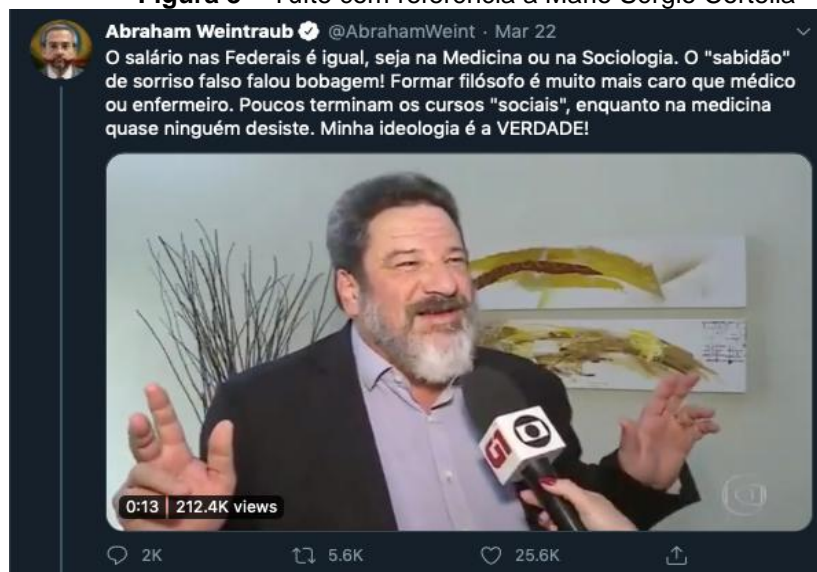 Tuíte com referência a Mario Sergio Cortella
Abraham Weintraub @AbrahamWeint · Mar 22
O salário nas Federais é igual, seja na Medicina ou na Sociologia. O "sabidão"
de sorriso falso falou bobagem! Formar filósofo é muito mais caro que médico
ou enfermeiro. Poucos terminam os cursos "sociais", enquanto na medicina
quase ninguém desiste. Minha ideologia é a VERDADE!
G1
0:13 212.4K views
2K 5.6K 25.6K